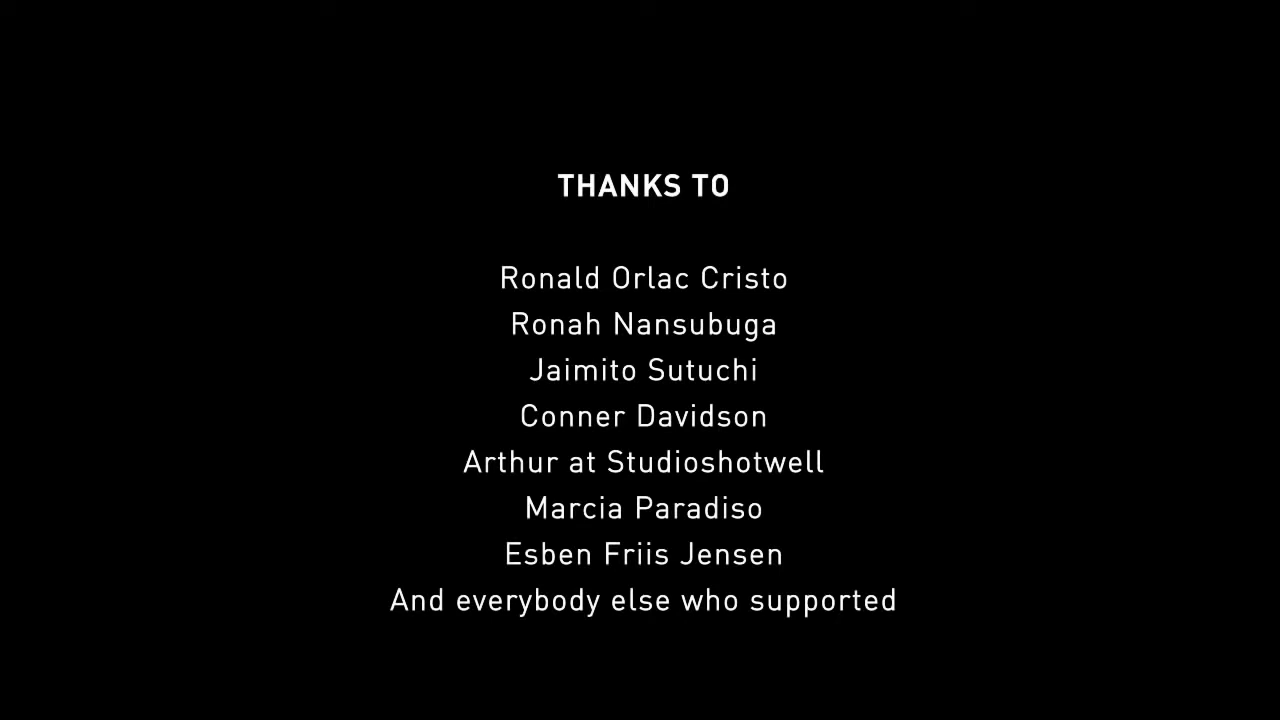 THANKS TO
Ronald Orlac Cristo
Ronah Nansubuga
Jaimito Sutuchi
Conner Davidson
Arthur at Studioshotwell
Marcia Paradiso
Esben Friis Jensen
And everybody else who supported